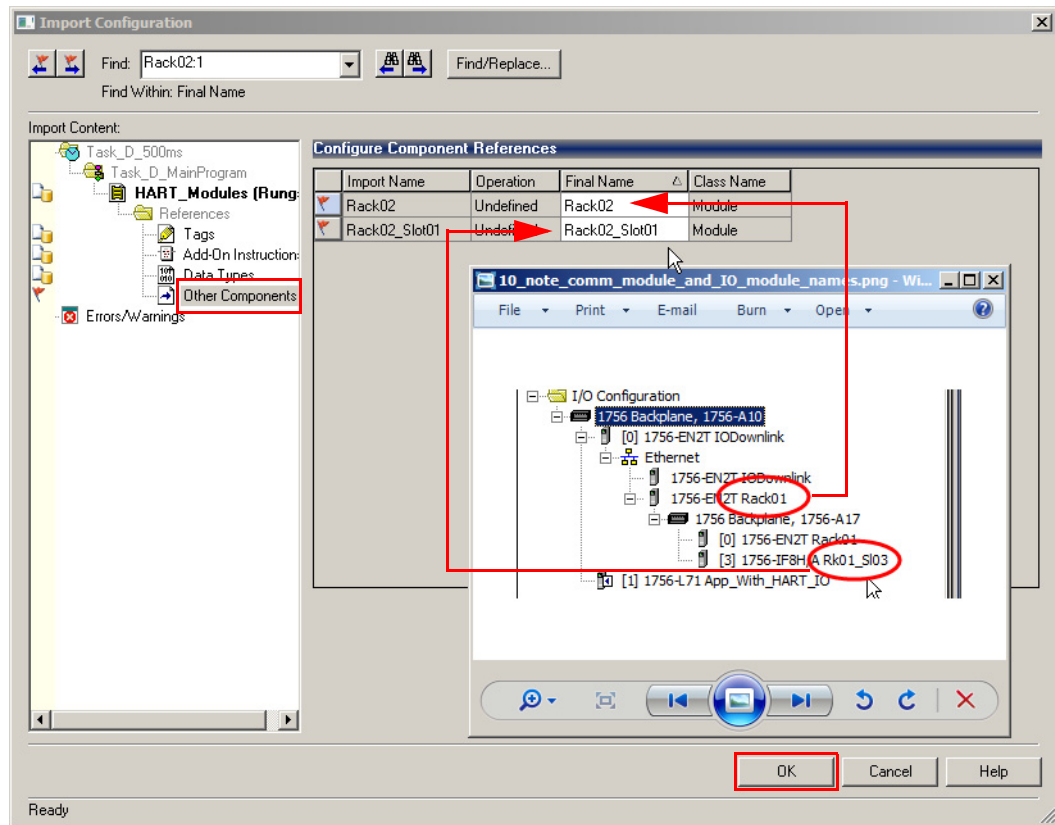 Import Configuration
Find: Rack02:1
Find/Replace...
Find Within: Final Name
Import Content:
Task_D_500ms
Task_D_MainProgram
HART_Modules (Rung
References
Tags
Add-On Instruction
Data Types
Other Components
Errors/Warnings
Configure Component References
Import Name Operation Final Name Class Name
Rack02 Undefined Rack02 Module
Rack02_Slot01 Undefined Rack02_Slot01 Module
10_note_comm_module_and_IO_module_names.png - Wi...
File Print E-mail Burn Open
I/O Configuration
1756 Backplane, 1756-A10
[0] 1756-EN2T IODownlink
Ethernet
1756-EN2T IODownlink
1756-EN2T Rack01
1756 Backplane, 1756-A17
[0] 1756-EN2T Rack01
[3] 1756-IF8H/A Rk01_Sl03
[1] 1756-L71 App_With_HART_IO
OK Cancel Help
Ready